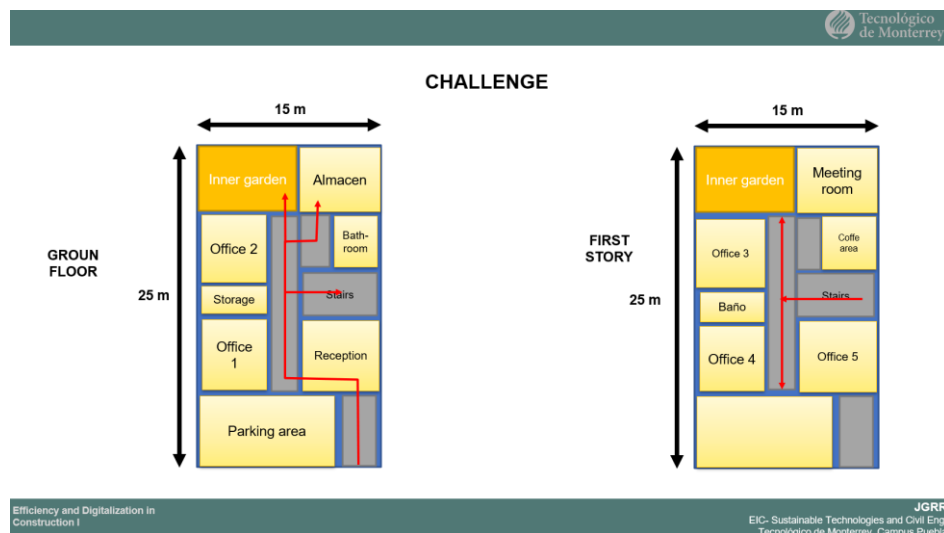 Tecnológico
de Monterrey
CHALLENGE
15 m
15 m
Inner garden
Almacen
Inner garden
Meeting
room
Office 2
Bath-
room
Office 3
Coffe
area
GROUN
FLOOR
FIRST
STORY
25 m
Storage
Stairs
25 m
Baño
Stairs
Office
1
Reception
Office 4
Office 5
Parking area
Efficiency and Digitalization in
Construction I
JGRR
EIC- Sustainable Technologies and Civil Eng
Tecnológico de Monterrey, Campus Puebl